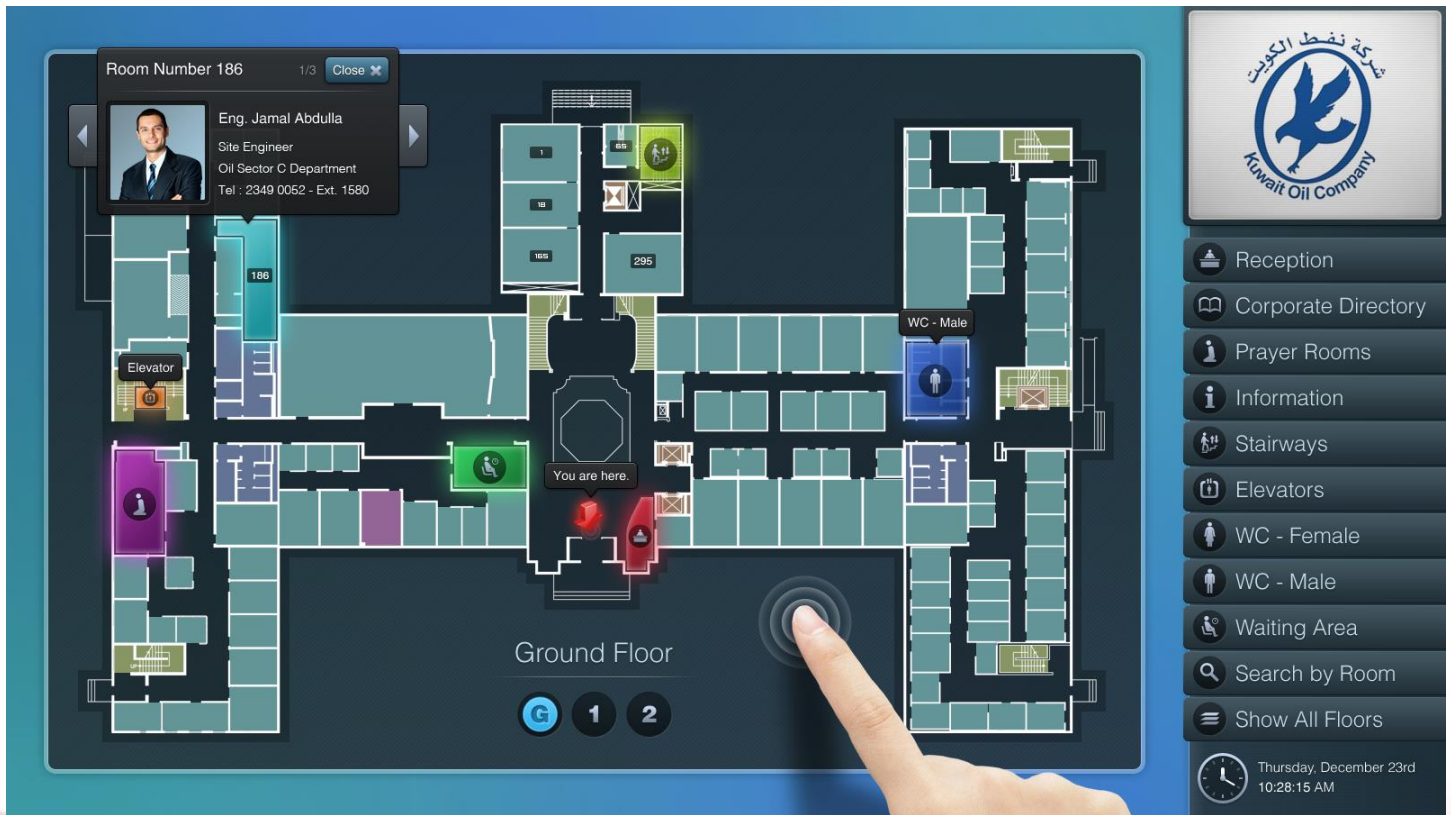 Room Number 186
1/3
Close
Eng. Jamal Abdulla
Site Engineer
Oil Sector C Department
Tel : 2349 0052 - Ext. 1580
1
65
18
165
295
186
WC - Male
Elevator
UP
You are here.
UP
Ground Floor
G 1 2
شركة نفط الكويت
Kuwait Oil Company
Reception
Corporate Directory
Prayer Rooms
Information
Stairways
Elevators
WC - Female
WC - Male
Waiting Area
Search by Room
Show All Floors
Thursday, December 23rd
10:28:15 AM